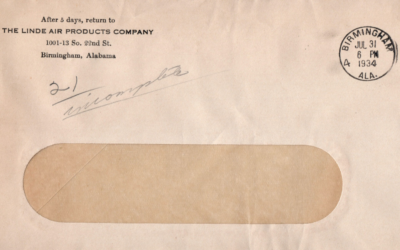 After 5 days, return to
THE LINDE AIR PRODUCTS COMPANY
1001-13 So. 22nd St.
Birmingham, Alabama
BIRMINGHAM
JUL 31
6 PM
1934
ALA.
21
incomplete